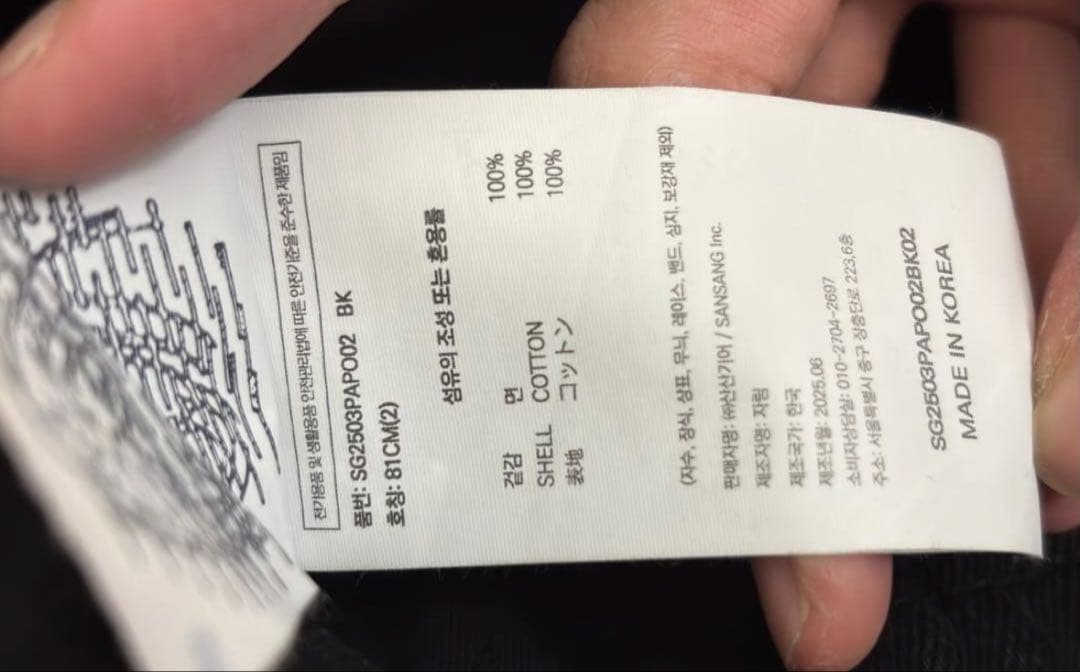 전기용품 및 생활용품 안전관리법에 따른 안전기준을 준수한 제품임
품번: SG2503PAPO02 BK
호칭: 81CM(2)
섬유의 조성 또는 혼용률
겉감 면 100%
SHELL COTTON 100%
表地 コットン 100%
(자수, 장식, 상표, 무늬, 레이스, 밴드, 심지, 보강재 제외)
판매자명: ㈜산산기어 / SANSANG Inc.
제조자명: 자림
제조국가: 한국
제조년월: 2025.06
소비자상담실: 010-2704-2697
주소: 서울특별시 중구 장충단로 223, 6층
SG2503PAPO02BK02
MADE IN KOREA